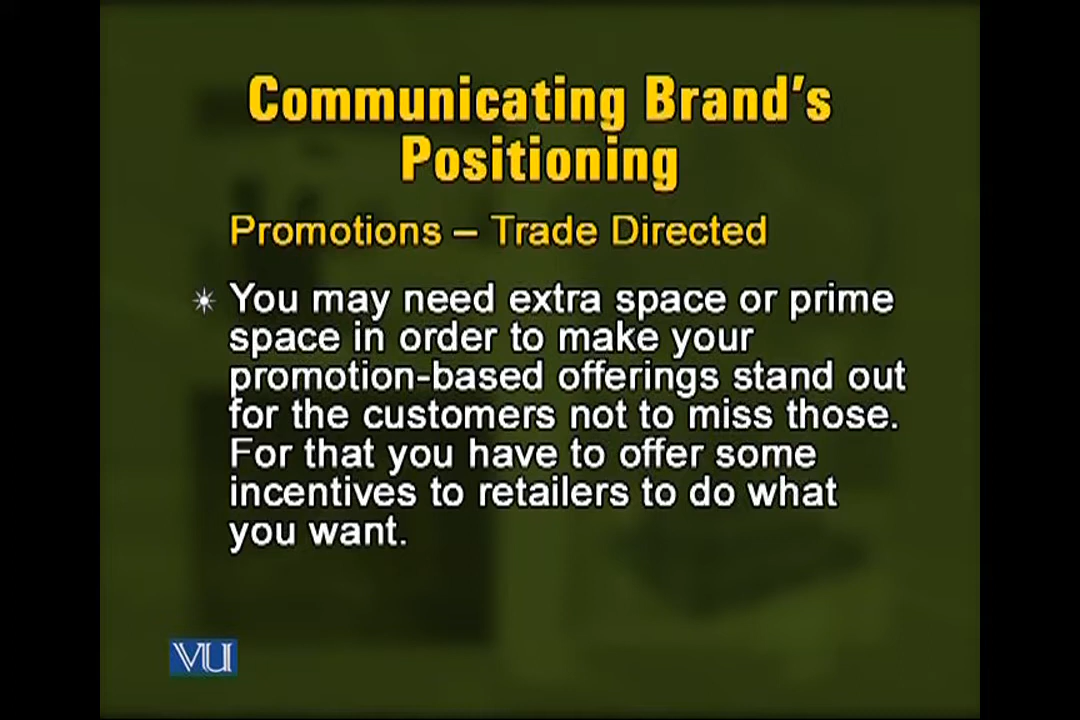 Communicating Brand's
Positioning
Promotions – Trade Directed
You may need extra space or prime
space in order to make your
promotion-based offerings stand out
for the customers not to miss those.
For that you have to offer some
incentives to retailers to do what
you want.
VU